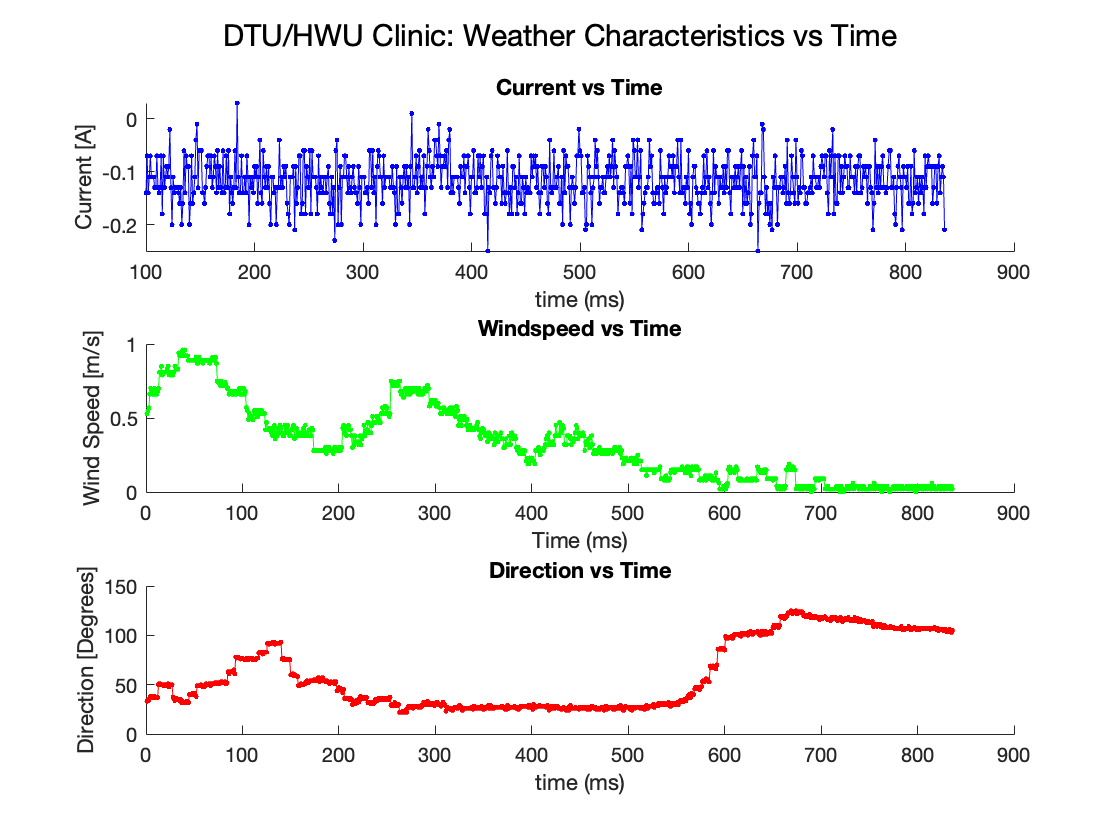 DTU/HWU Clinic: Weather Characteristics vs Time
Current vs Time
Current [A]
0
-0.1
-0.2
100 200 300 400 500 600 700 800 900
time (ms)
Windspeed vs Time
Wind Speed [m/s]
1
0.5
0
0 100 200 300 400 500 600 700 800 900
Time (ms)
Direction vs Time
Direction [Degrees]
150
100
50
0
0 100 200 300 400 500 600 700 800 900
time (ms)